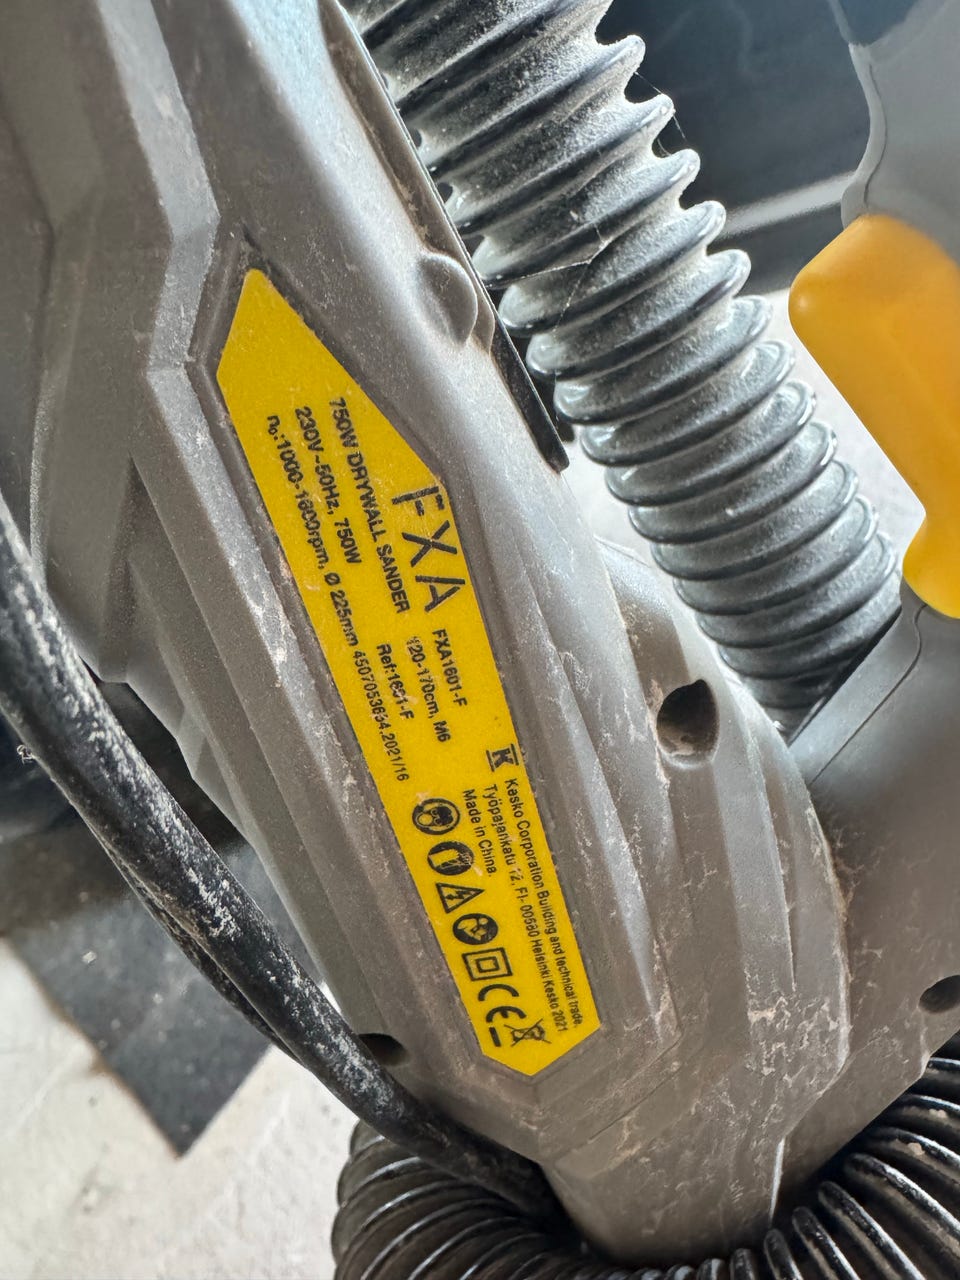 FXA FXA1601-F
750W DRYWALL SANDER 120-170cm, M6
230V~50Hz, 750W Ref:1601-F
n₀:1000-1800rpm, Ø 225mm 4507053634.2021/16
K Kesko Corporation Building and technical trade.
Työpajankatu 12, FI- 00580 Helsinki Kesko 2021
Made in China
CE